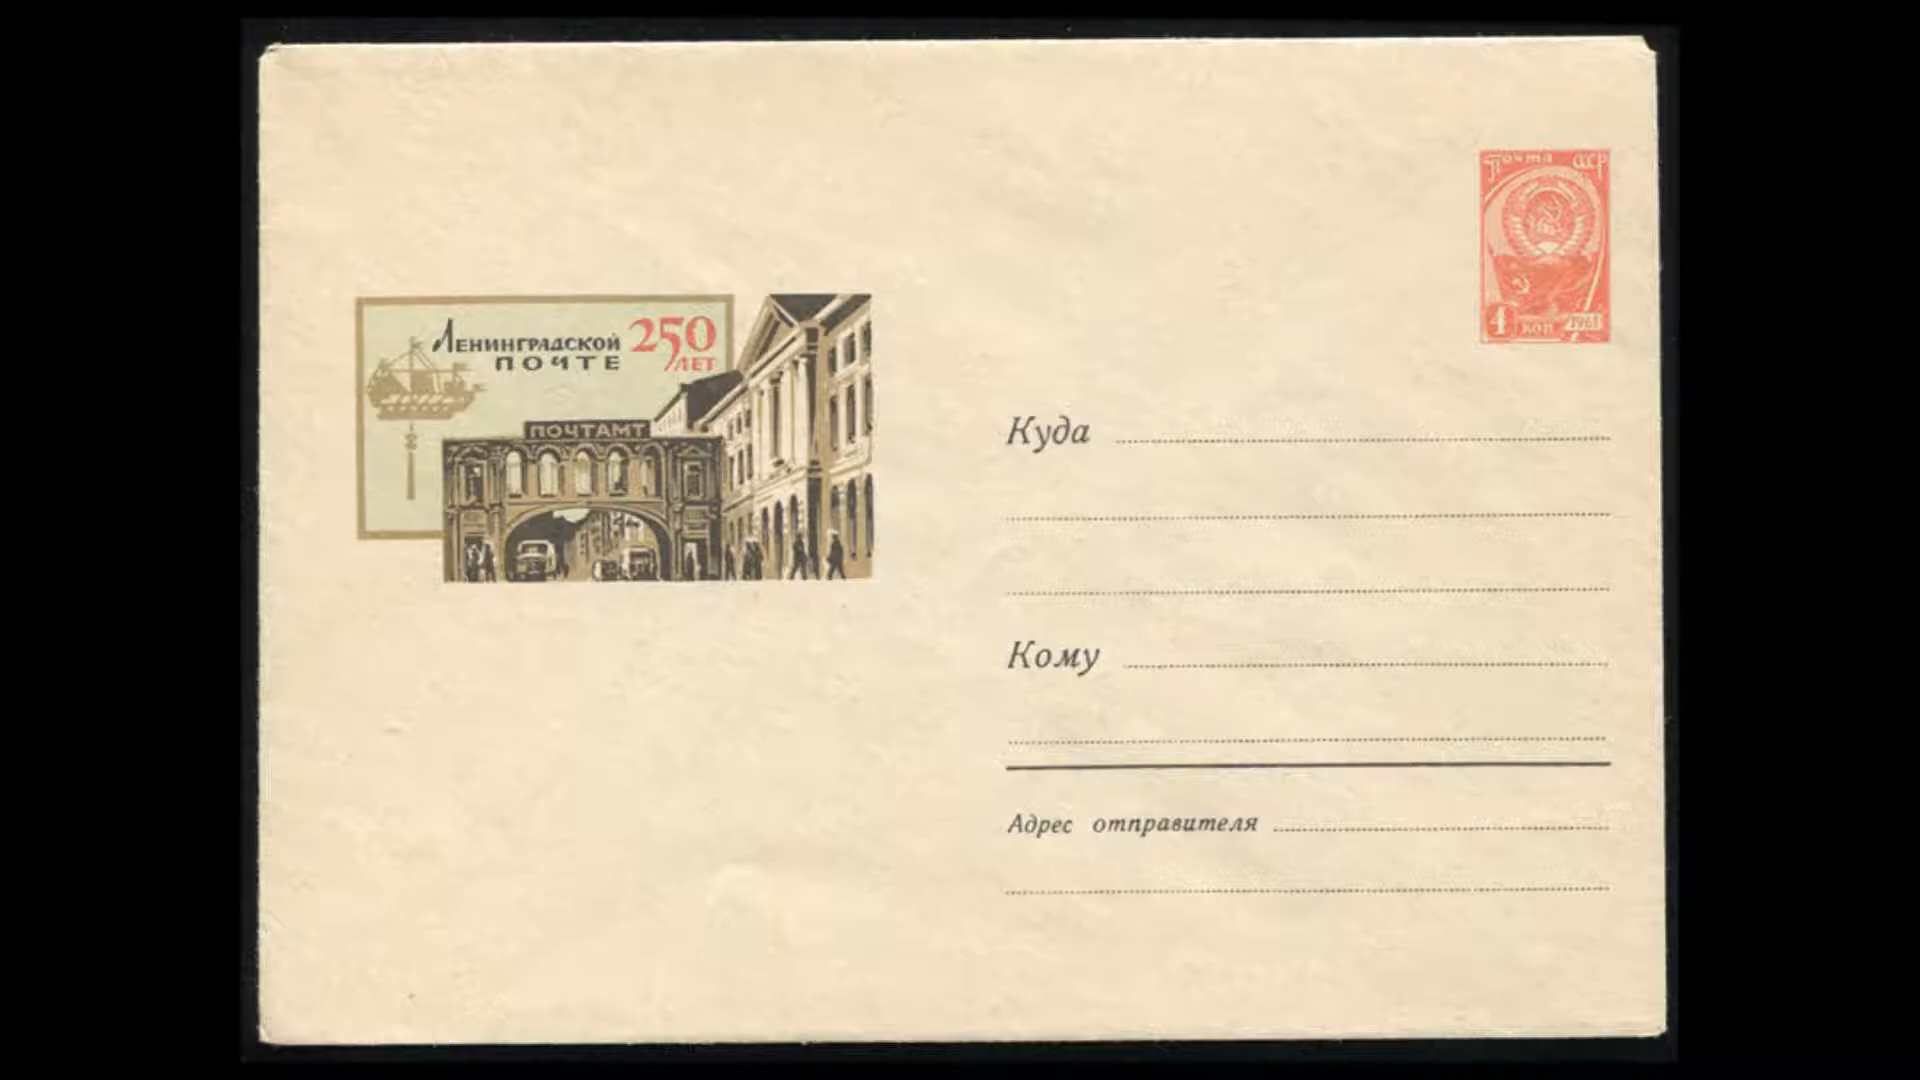 Почта СССР
4 коп 1961
Ленинградской 250
почте лет
ПОЧТАМТ
Куда
Кому
Адрес отправителя